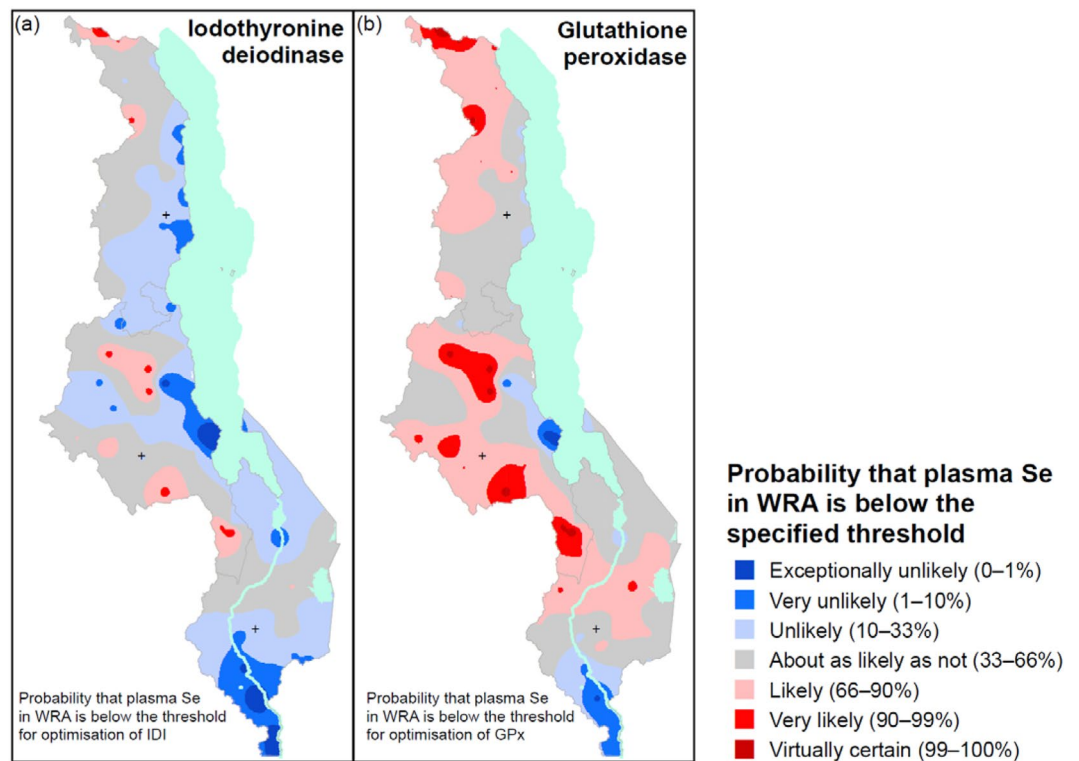 (a)
Iodothyronine
deiodinase
Probability that plasma Se
in WRA is below the threshold
for optimisation of IDI
(b)
Glutathione
peroxidase
Probability that plasma Se
in WRA is below the threshold
for optimisation of GPx
Probability that plasma Se
in WRA is below the
specified threshold
Exceptionally unlikely (0–1%)
Very unlikely (1–10%)
Unlikely (10–33%)
About as likely as not (33–66%)
Likely (66–90%)
Very likely (90–99%)
Virtually certain (99–100%)